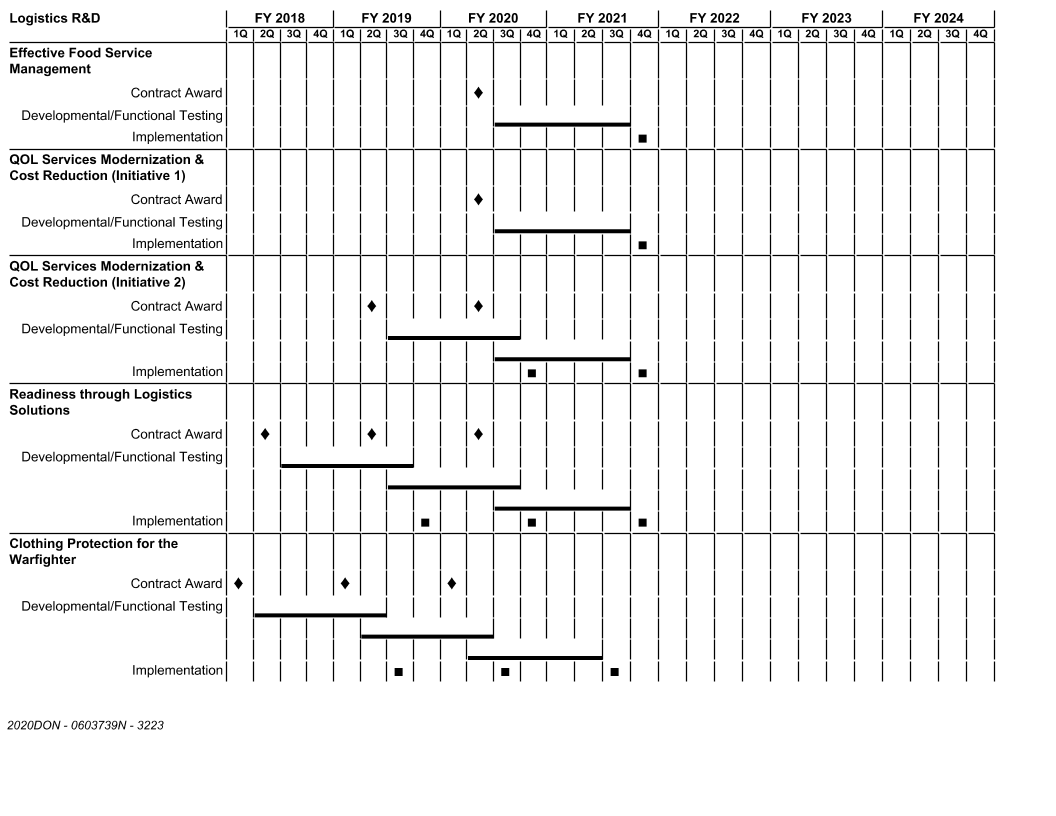 Logistics R&D FY 2018 FY 2019 FY 2020 FY 2021 FY 2022 FY 2023 FY 2024
1Q 2Q 3Q 4Q 1Q 2Q 3Q 4Q 1Q 2Q 3Q 4Q 1Q 2Q 3Q 4Q 1Q 2Q 3Q 4Q 1Q 2Q 3Q 4Q 1Q 2Q 3Q 4Q
Effective Food Service
Management
Contract Award
Developmental/Functional Testing
Implementation
QOL Services Modernization &
Cost Reduction (Initiative 1)
Contract Award
Developmental/Functional Testing
Implementation
QOL Services Modernization &
Cost Reduction (Initiative 2)
Contract Award
Developmental/Functional Testing
Implementation
Readiness through Logistics
Solutions
Contract Award
Developmental/Functional Testing
Implementation
Clothing Protection for the
Warfighter
Contract Award
Developmental/Functional Testing
Implementation
2020DON - 0603739N - 3223